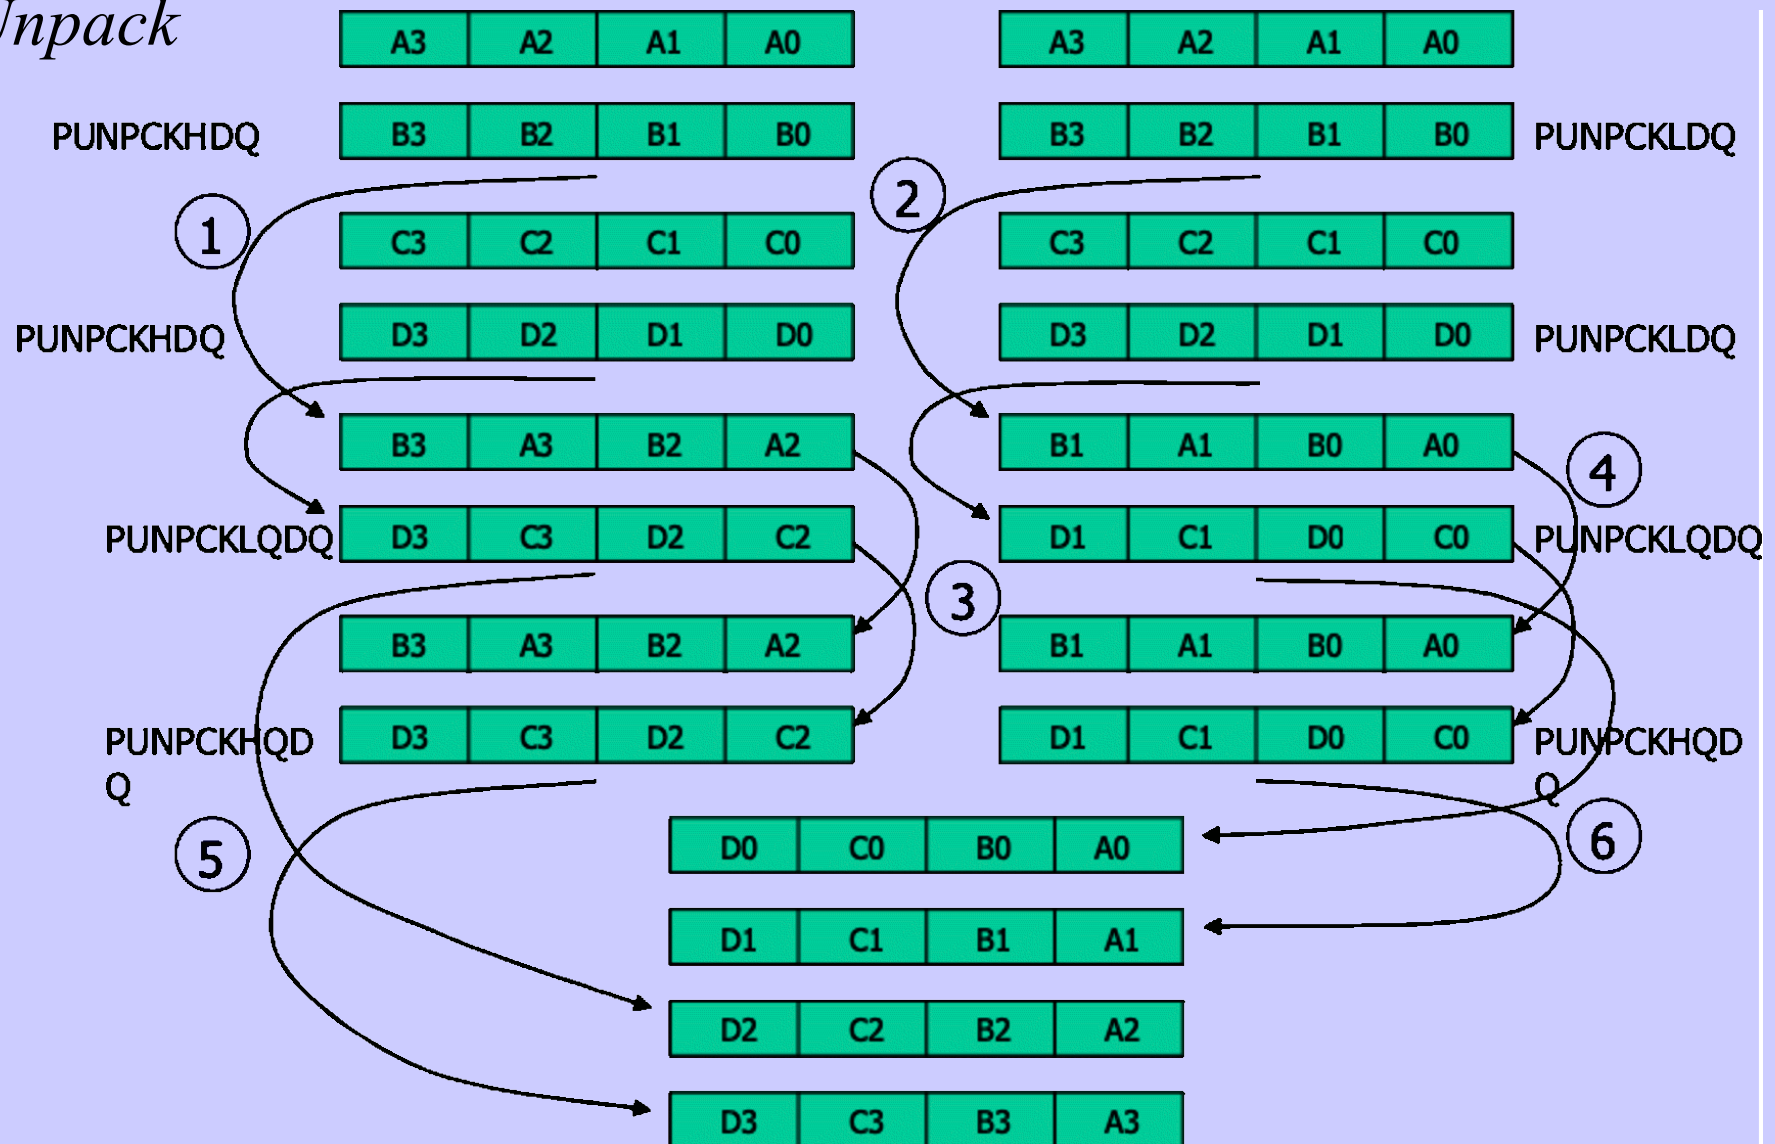 Unpack
A3 A2 A1 A0 A3 A2 A1 A0
PUNPCKHDQ B3 B2 B1 B0 B3 B2 B1 B0 PUNPCKLDQ
1 C3 C2 C1 C0 2 C3 C2 C1 C0
PUNPCKHDQ D3 D2 D1 D0 D3 D2 D1 D0 PUNPCKLDQ
B3 A3 B2 A2 B1 A1 B0 A0 4
PUNPCKLQDQ D3 C3 D2 C2 D1 C1 D0 C0 PUNPCKLQDQ
3
B3 A3 B2 A2 B1 A1 B0 A0
PUNPCKHQD D3 C3 D2 C2 D1 C1 D0 C0 PUNPCKHQD
Q Q
5 D0 C0 B0 A0 6
D1 C1 B1 A1
D2 C2 B2 A2
D3 C3 B3 A3